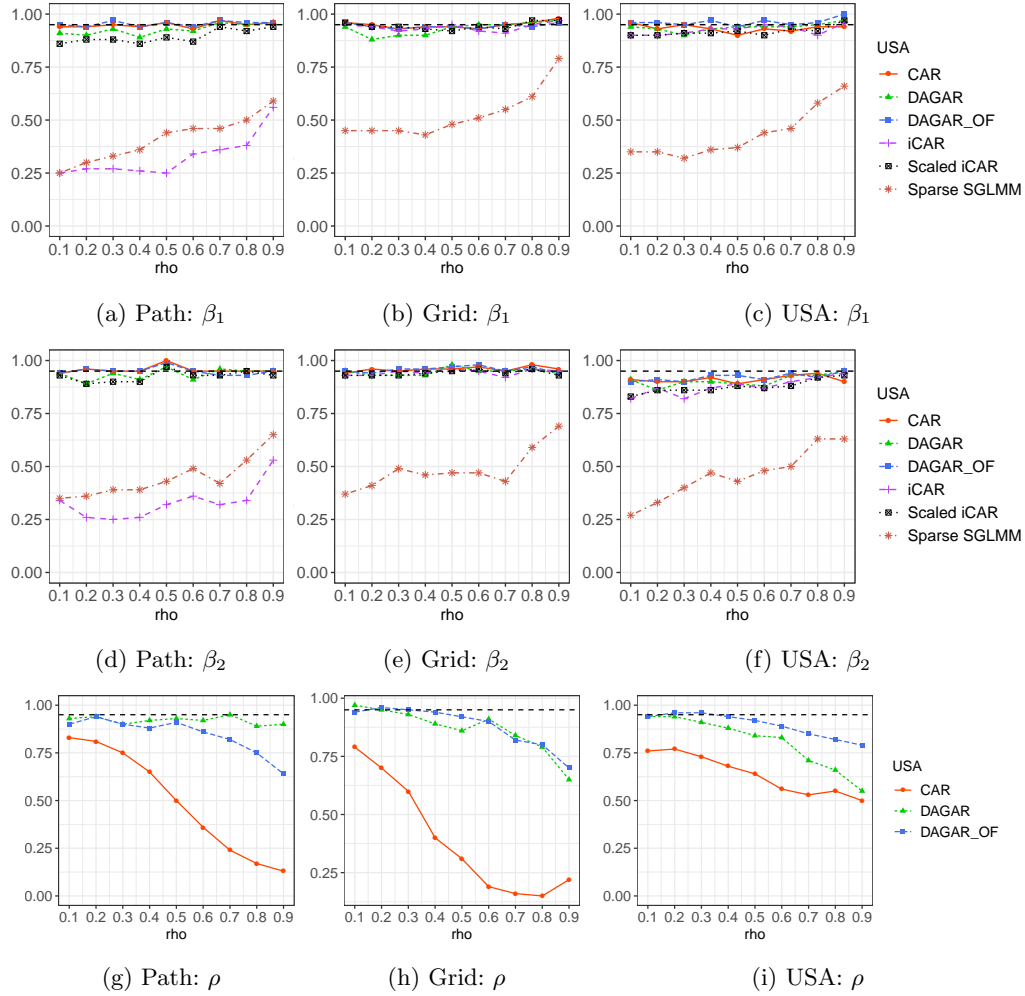 1.00
0.75
0.50
0.25
0.00
0.1 0.2 0.3 0.4 0.5 0.6 0.7 0.8 0.9
rho
(a) Path: β1
1.00
0.75
0.50
0.25
0.00
0.1 0.2 0.3 0.4 0.5 0.6 0.7 0.8 0.9
rho
(b) Grid: β1
1.00
0.75
0.50
0.25
0.00
0.1 0.2 0.3 0.4 0.5 0.6 0.7 0.8 0.9
rho
(c) USA: β1
USA
CAR
DAGAR
DAGAR_OF
iCAR
Scaled iCAR
Sparse SGLMM
1.00
0.75
0.50
0.25
0.00
0.1 0.2 0.3 0.4 0.5 0.6 0.7 0.8 0.9
rho
(d) Path: β2
1.00
0.75
0.50
0.25
0.00
0.1 0.2 0.3 0.4 0.5 0.6 0.7 0.8 0.9
rho
(e) Grid: β2
1.00
0.75
0.50
0.25
0.00
0.1 0.2 0.3 0.4 0.5 0.6 0.7 0.8 0.9
rho
(f) USA: β2
USA
CAR
DAGAR
DAGAR_OF
iCAR
Scaled iCAR
Sparse SGLMM
1.00
0.75
0.50
0.25
0.00
0.1 0.2 0.3 0.4 0.5 0.6 0.7 0.8 0.9
rho
(g) Path: ρ
1.00
0.75
0.50
0.25
0.1 0.2 0.3 0.4 0.5 0.6 0.7 0.8 0.9
rho
(h) Grid: ρ
1.00
0.75
0.50
0.25
0.00
0.1 0.2 0.3 0.4 0.5 0.6 0.7 0.8 0.9
rho
(i) USA: ρ
USA
CAR
DAGAR
DAGAR_OF